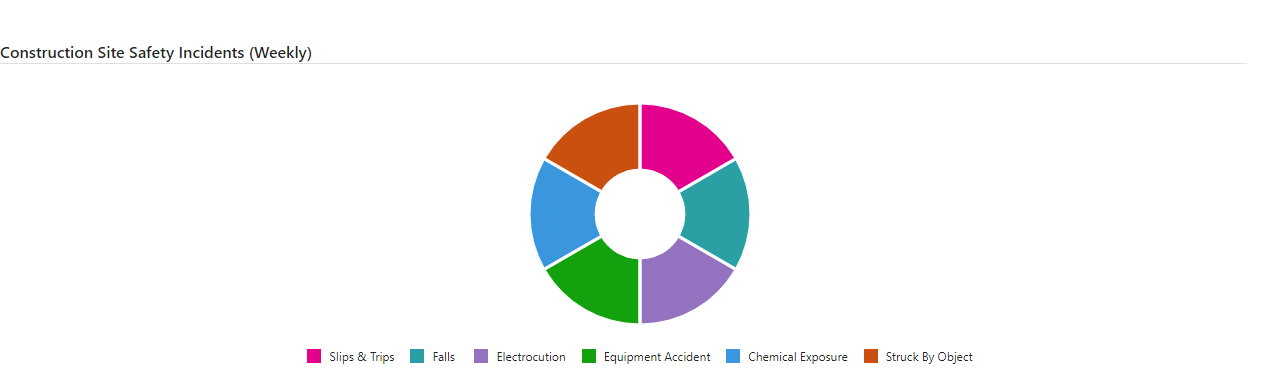 Construction Site Safety Incidents (Weekly)
Slips & Trips Falls Electrocution Equipment Accident Chemical Exposure Struck By Object